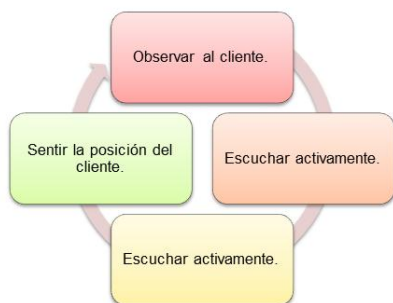 Observar al cliente.
Escuchar activamente.
Escuchar activamente.
Sentir la posición del
cliente.